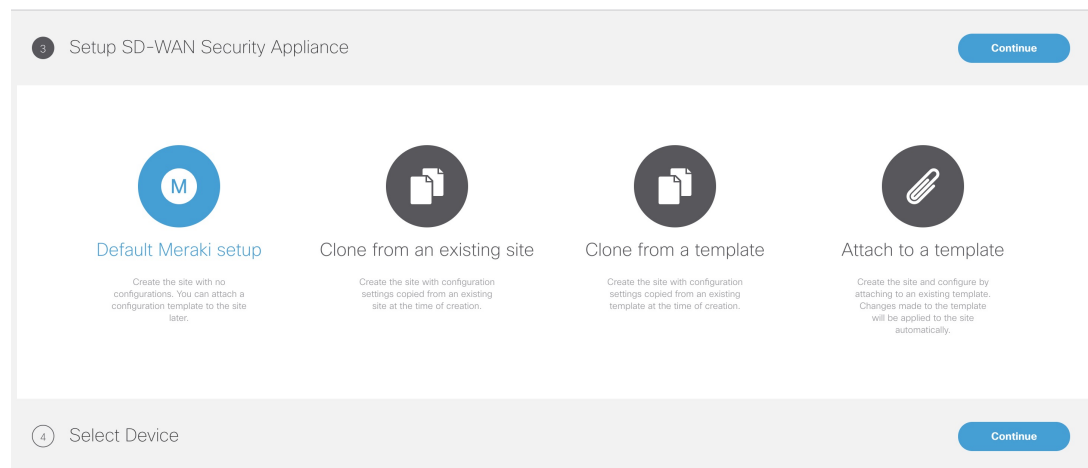 3 Setup SD-WAN Security Appliance Continue
M
Default Meraki setup
Create the site with no
configurations. You can attach a
configuration template to the site
later.
Clone from an existing site
Create the site with configuration
settings copied from an existing
site at the time of creation.
Clone from a template
Create the site with configuration
settings copied from an existing
template at the time of creation.
Attach to a template
Create the site and configure by
attaching to an existing template.
Changes made to the template
will be applied to the site
automatically.
4 Select Device Continue